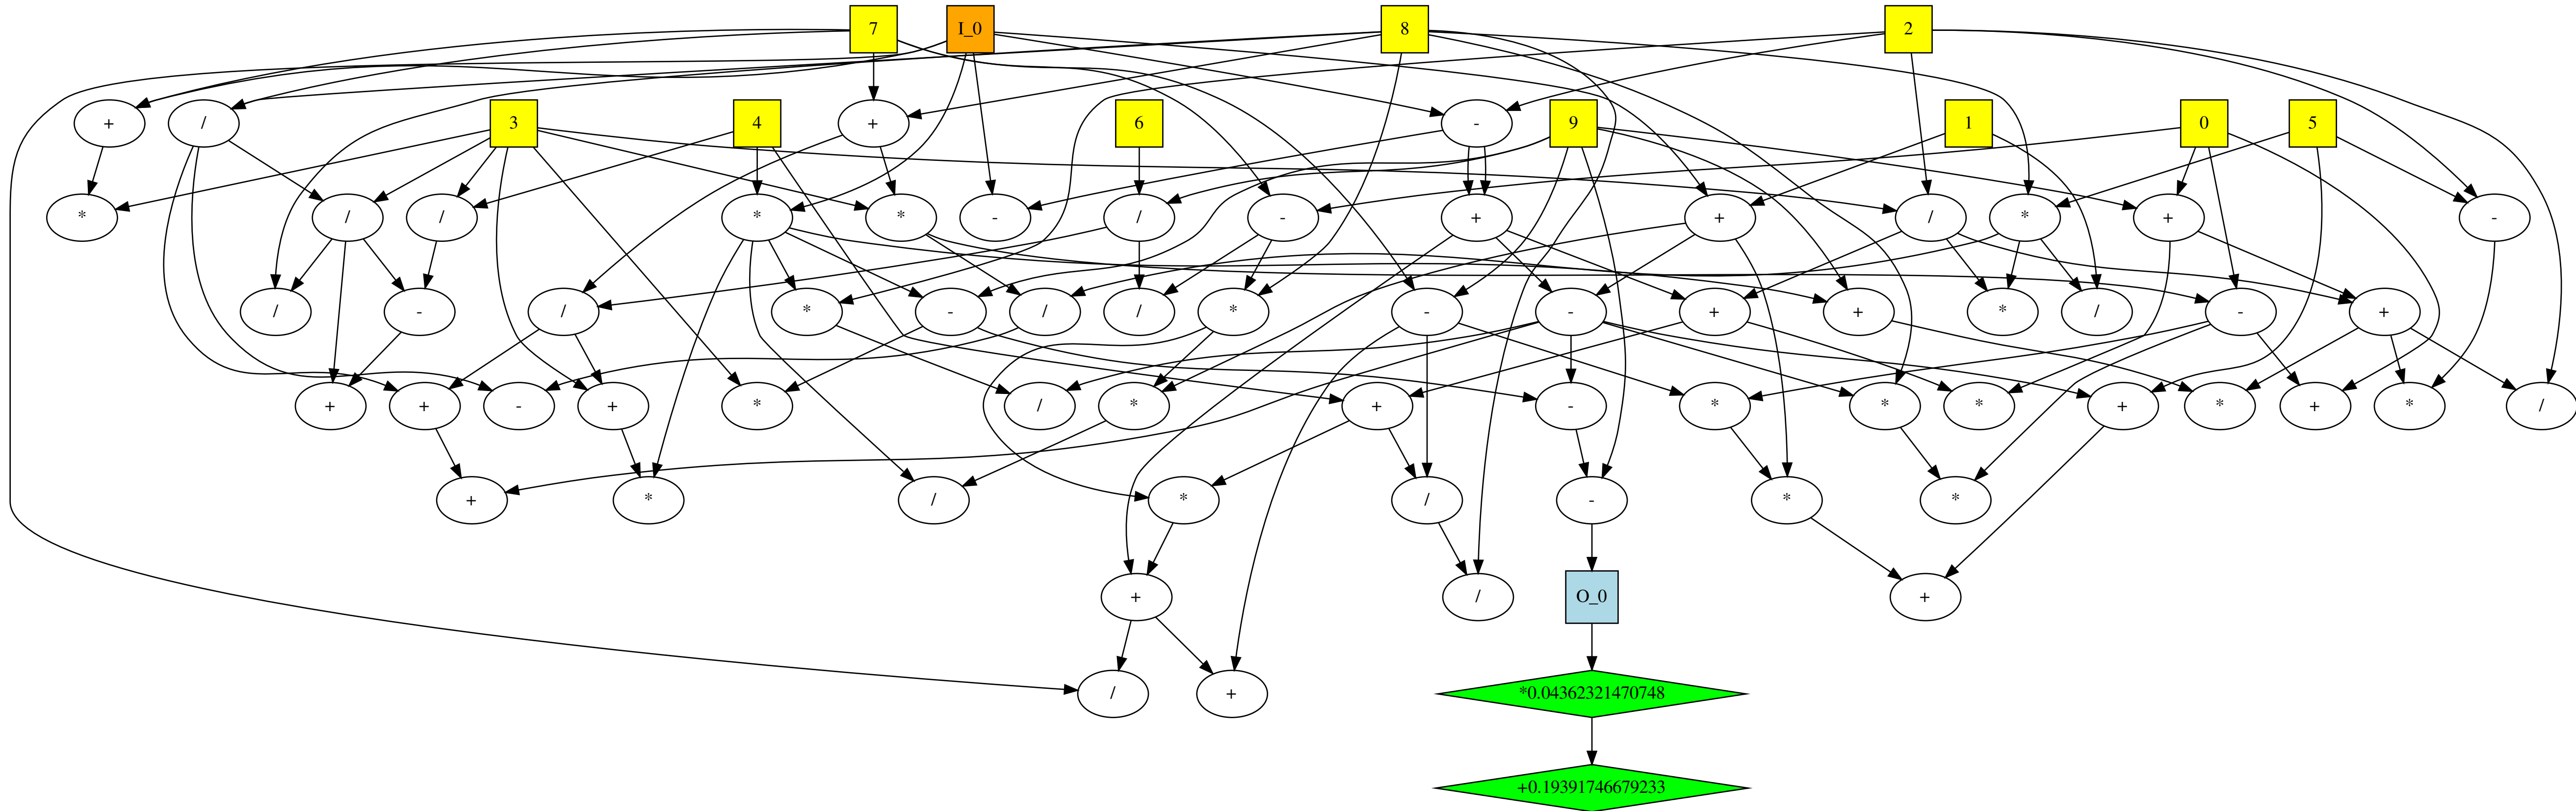 7 I_0 8 2
+ / 3 4 + 6 - 9 1 0 5
* / / * * - / - + + / * + -
/ - / * - / / * - - + + * / - +
+ + - + * / * + - * * * + * + * /
+ * / * / - * *
+ / O_0 +
/ + *0.04362321470748
+0.19391746679233